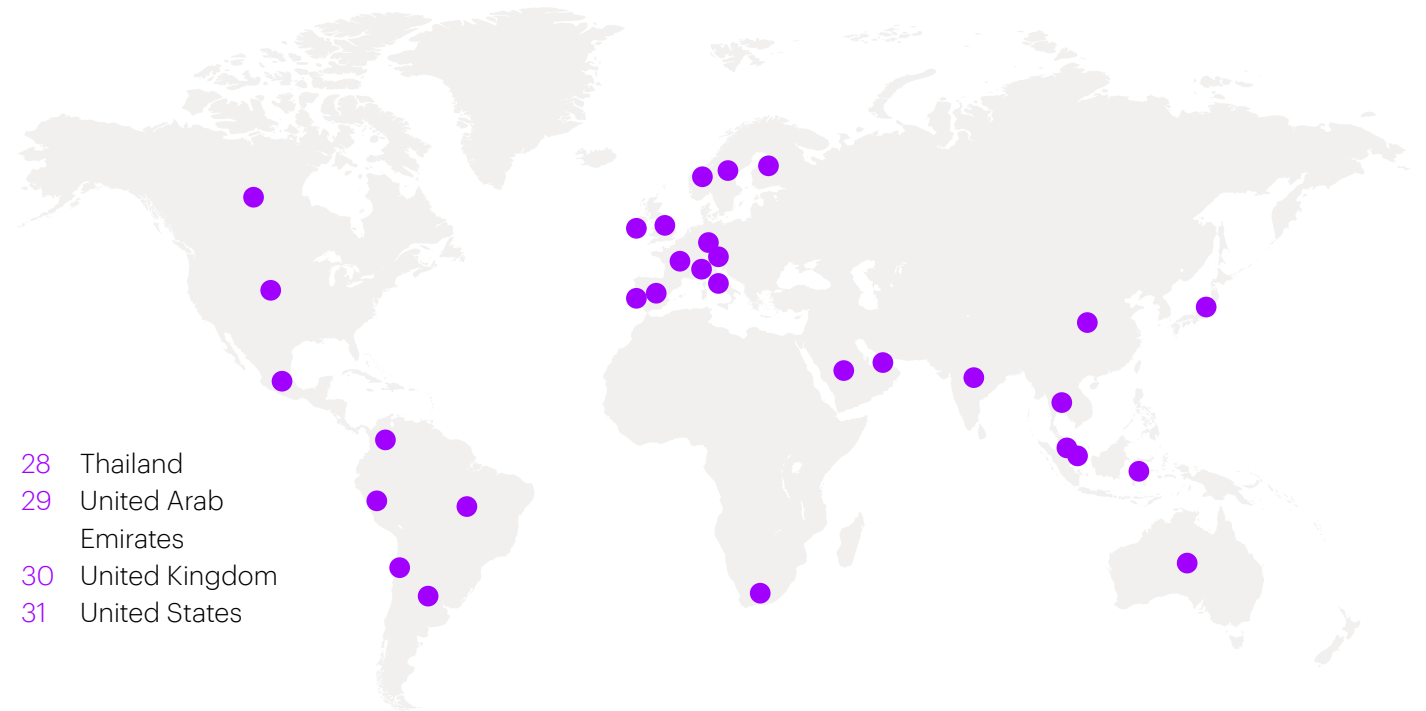 28 Thailand
29 United Arab
Emirates
30 United Kingdom
31 United States